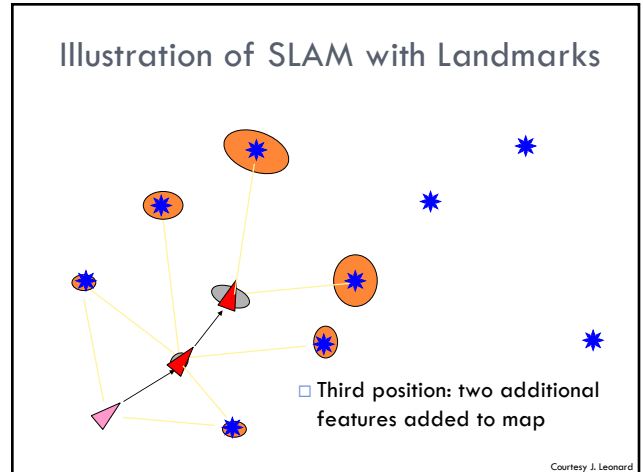 Illustration of SLAM with Landmarks
Third position: two additional
features added to map
Courtesy J. Leonard